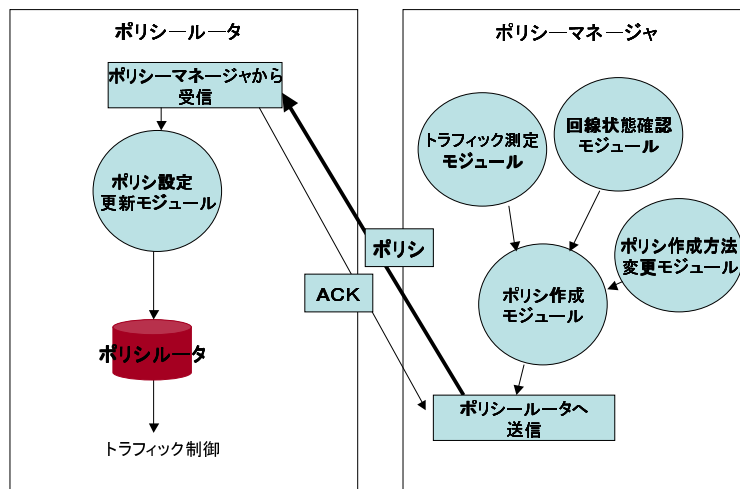 ポリシールータ
ポリシーマネージャから
受信
ポリシ設定
更新モジュール
ポリシルータ
トラフィック制御
ポリシ
ACK
ポリシーマネージャ
トラフィック測定
モジュール
回線状態確認
モジュール
ポリシ作成方法
変更モジュール
ポリシ作成
モジュール
ポリシールータへ
送信